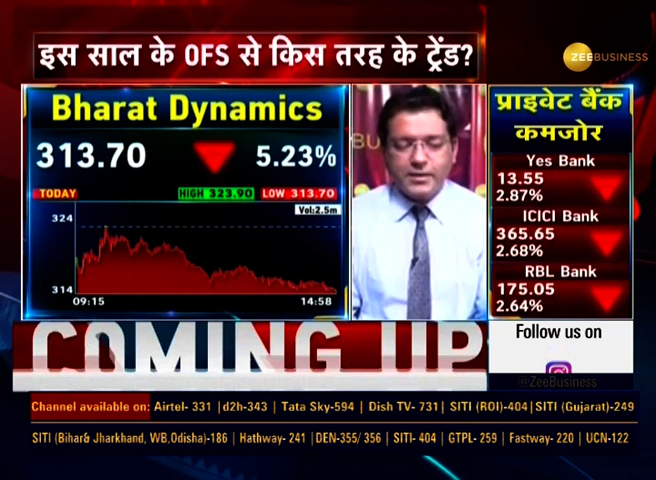 इस साल के OFS से किस तरह के ट्रेंड?
ZEEBUSINESS
Bharat Dynamics
313.70 5.23%
TODAY HIGH 323.90 LOW 313.70
Vol:2.5m
324
314
09:15 14:58
प्राइवेट बैंक
कमजोर
Yes Bank
13.55
2.87%
ICICI Bank
365.65
2.68%
RBL Bank
175.05
2.64%
COMING UP
Follow us on
@ZeeBusiness
Channel available on: Airtel- 331 |d2h-343 | Tata Sky-594 | Dish TV- 731| SITI (ROI)-404|SITI (Gujarat)-249
SITI (Bihar& Jharkhand, WB,Odisha)-186 |Hathway- 241 |DEN-355/ 356 | SITI- 404 | GTPL- 259 | Fastway- 220 | UCN-122